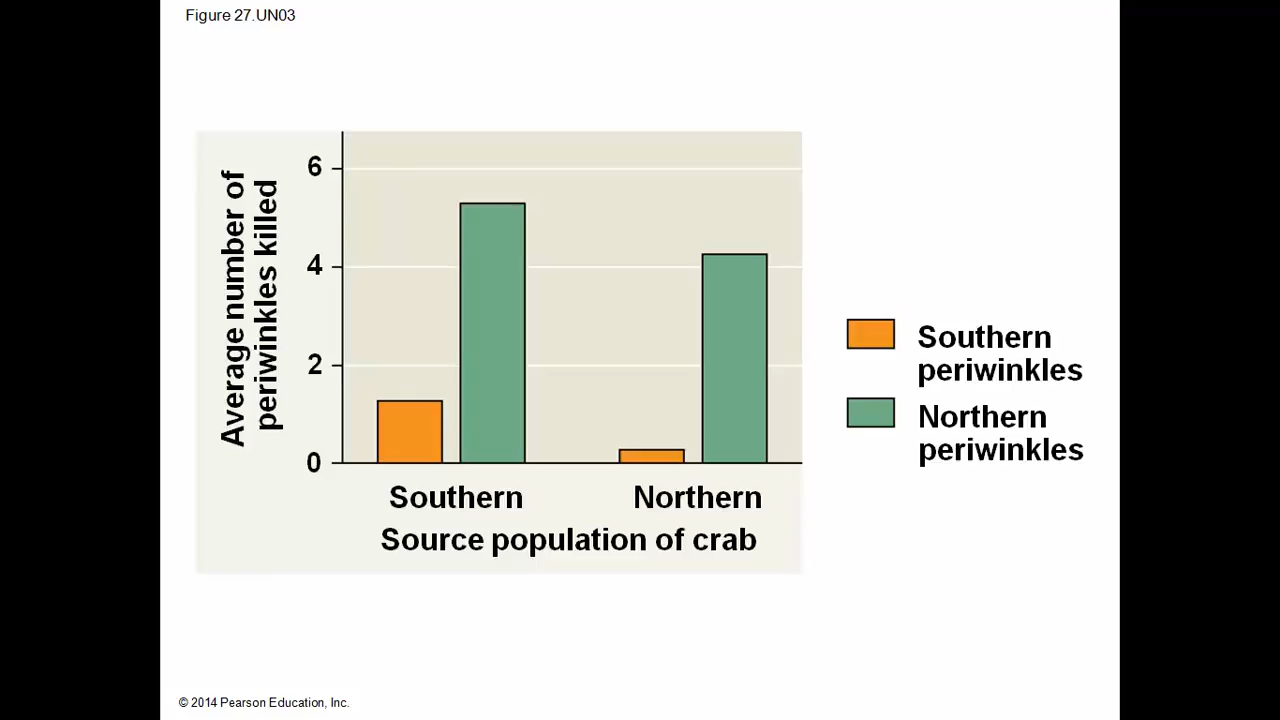 Figure 27.UN03
Average number of
periwinkles killed
6
4
2
0
Southern
Northern
Source population of crab
Southern
periwinkles
Northern
periwinkles
© 2014 Pearson Education, Inc.